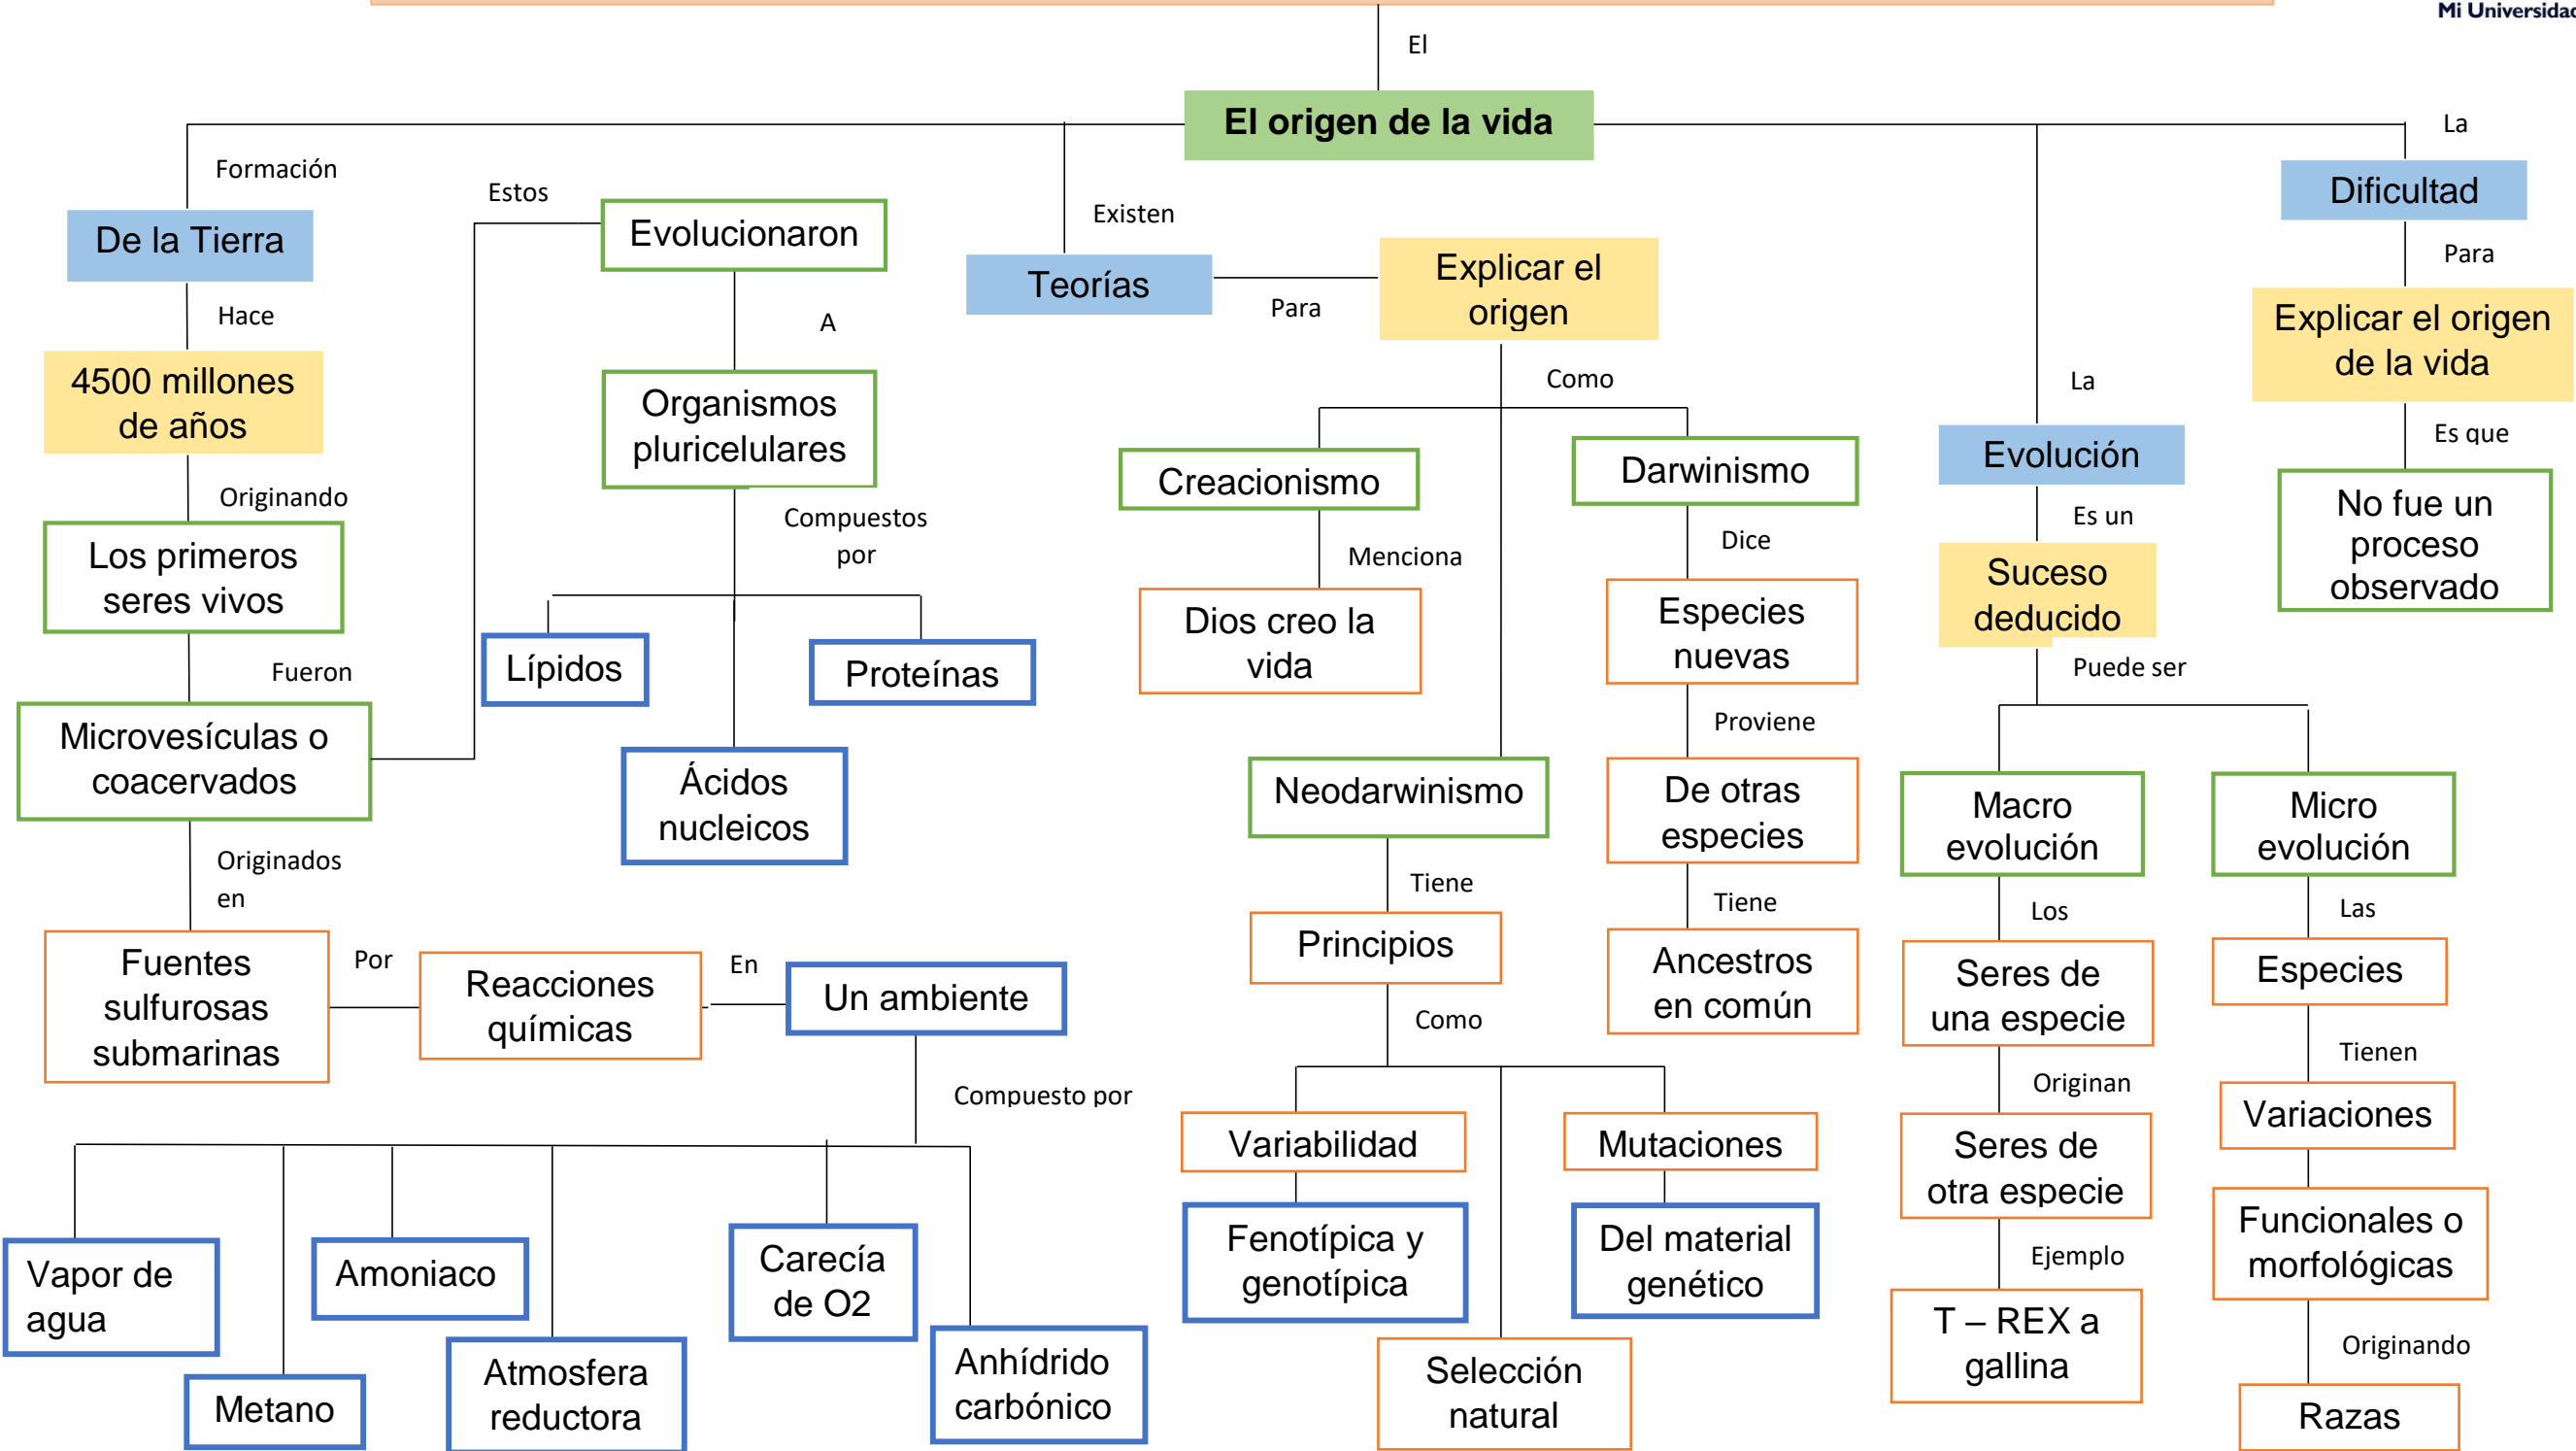 Mi Universidad
El
El origen de la vida
Formación
De la Tierra
Hace
4500 millones
de años
Originando
Los primeros
seres vivos
Fueron
Microvesículas o
coacervados
Estos
Evolucionaron
A
Organismos
pluricelulares
Compuestos
por
Lípidos
Proteínas
Ácidos
nucleicos
Originados
en
Fuentes
sulfurosas
submarinas
Por
Reacciones
químicas
En
Un ambiente
Compuesto por
Vapor de
agua
Metano
Amoniaco
Atmosfera
reductora
Carecía
de O2
Anhídrido
carbónico
Existen
Teorías
Para
Explicar el
origen
Como
Creacionismo
Menciona
Dios creo la
vida
Neodarwinismo
Tiene
Principios
Como
Variabilidad
Fenotípica y
genotípica
Selección
natural
Mutaciones
Del material
genético
Darwinismo
Dice
Especies
nuevas
Proviene
De otras
especies
Tiene
Ancestros
en común
La
Evolución
Es un
Suceso
deducido
Puede ser
Macro
evolución
Los
Seres de
una especie
Originan
Seres de
otra especie
Ejemplo
T – REX a
gallina
Micro
evolución
Las
Especies
Tienen
Variaciones
Funcionales o
morfológicas
Originando
Razas
La
Dificultad
Para
Explicar el origen
de la vida
Es que
No fue un
proceso
observado